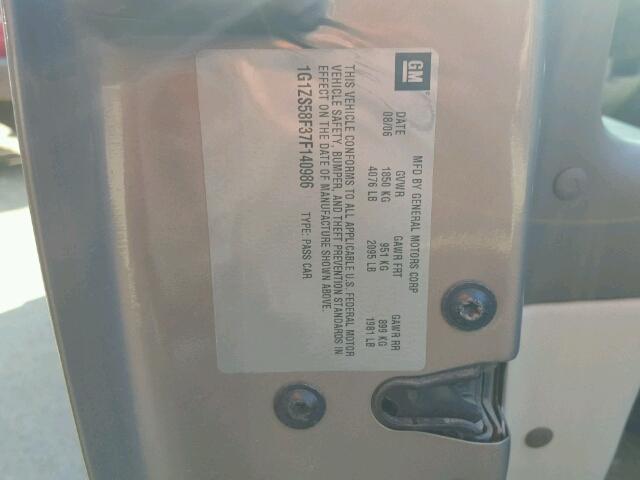 GM
MFD BY GENERAL MOTORS CORP
DATE GVWR GAWR FRT GAWR RR
08/06 1850 KG 951 KG 899 KG
4076 LB 2095 LB 1981 LB
THIS VEHICLE CONFORMS TO ALL APPLICABLE U.S. FEDERAL MOTOR
VEHICLE SAFETY, BUMPER, AND THEFT PREVENTION STANDARDS IN
EFFECT ON THE DATE OF MANUFACTURE SHOWN ABOVE.
1G1ZS58F37F140986 TYPE: PASS CAR